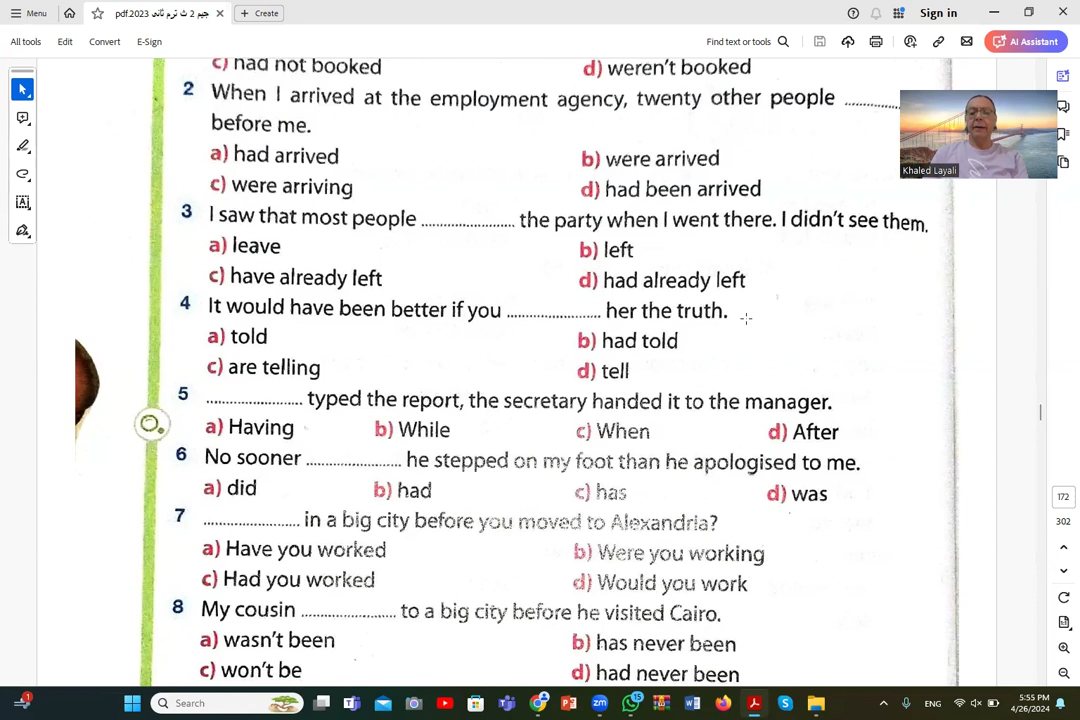 Menu
جيم 2 ث ترم ثانى 2023.pdf
Create
Sign in
All tools
Edit
Convert
E-Sign
Find text or tools
AI Assistant
c) had not booked d) weren't booked
2 When I arrived at the employment agency, twenty other people ..........
before me.
a) had arrived b) were arrived
c) were arriving d) had been arrived
3 I saw that most people ...................... the party when I went there. I didn't see them.
a) leave b) left
c) have already left d) had already left
4 It would have been better if you ...................... her the truth.
a) told b) had told
c) are telling d) tell
5 ...................... typed the report, the secretary handed it to the manager.
a) Having b) While c) When d) After
6 No sooner ...................... he stepped on my foot than he apologised to me.
a) did b) had c) has d) was
7 ...................... in a big city before you moved to Alexandria?
a) Have you worked b) Were you working
c) Had you worked d) Would you work
8 My cousin ...................... to a big city before he visited Cairo.
a) wasn't been b) has never been
c) won't be d) had never been
Khaled Layali
172
302
1
Search
15
ENG
5:55 PM
4/26/2024